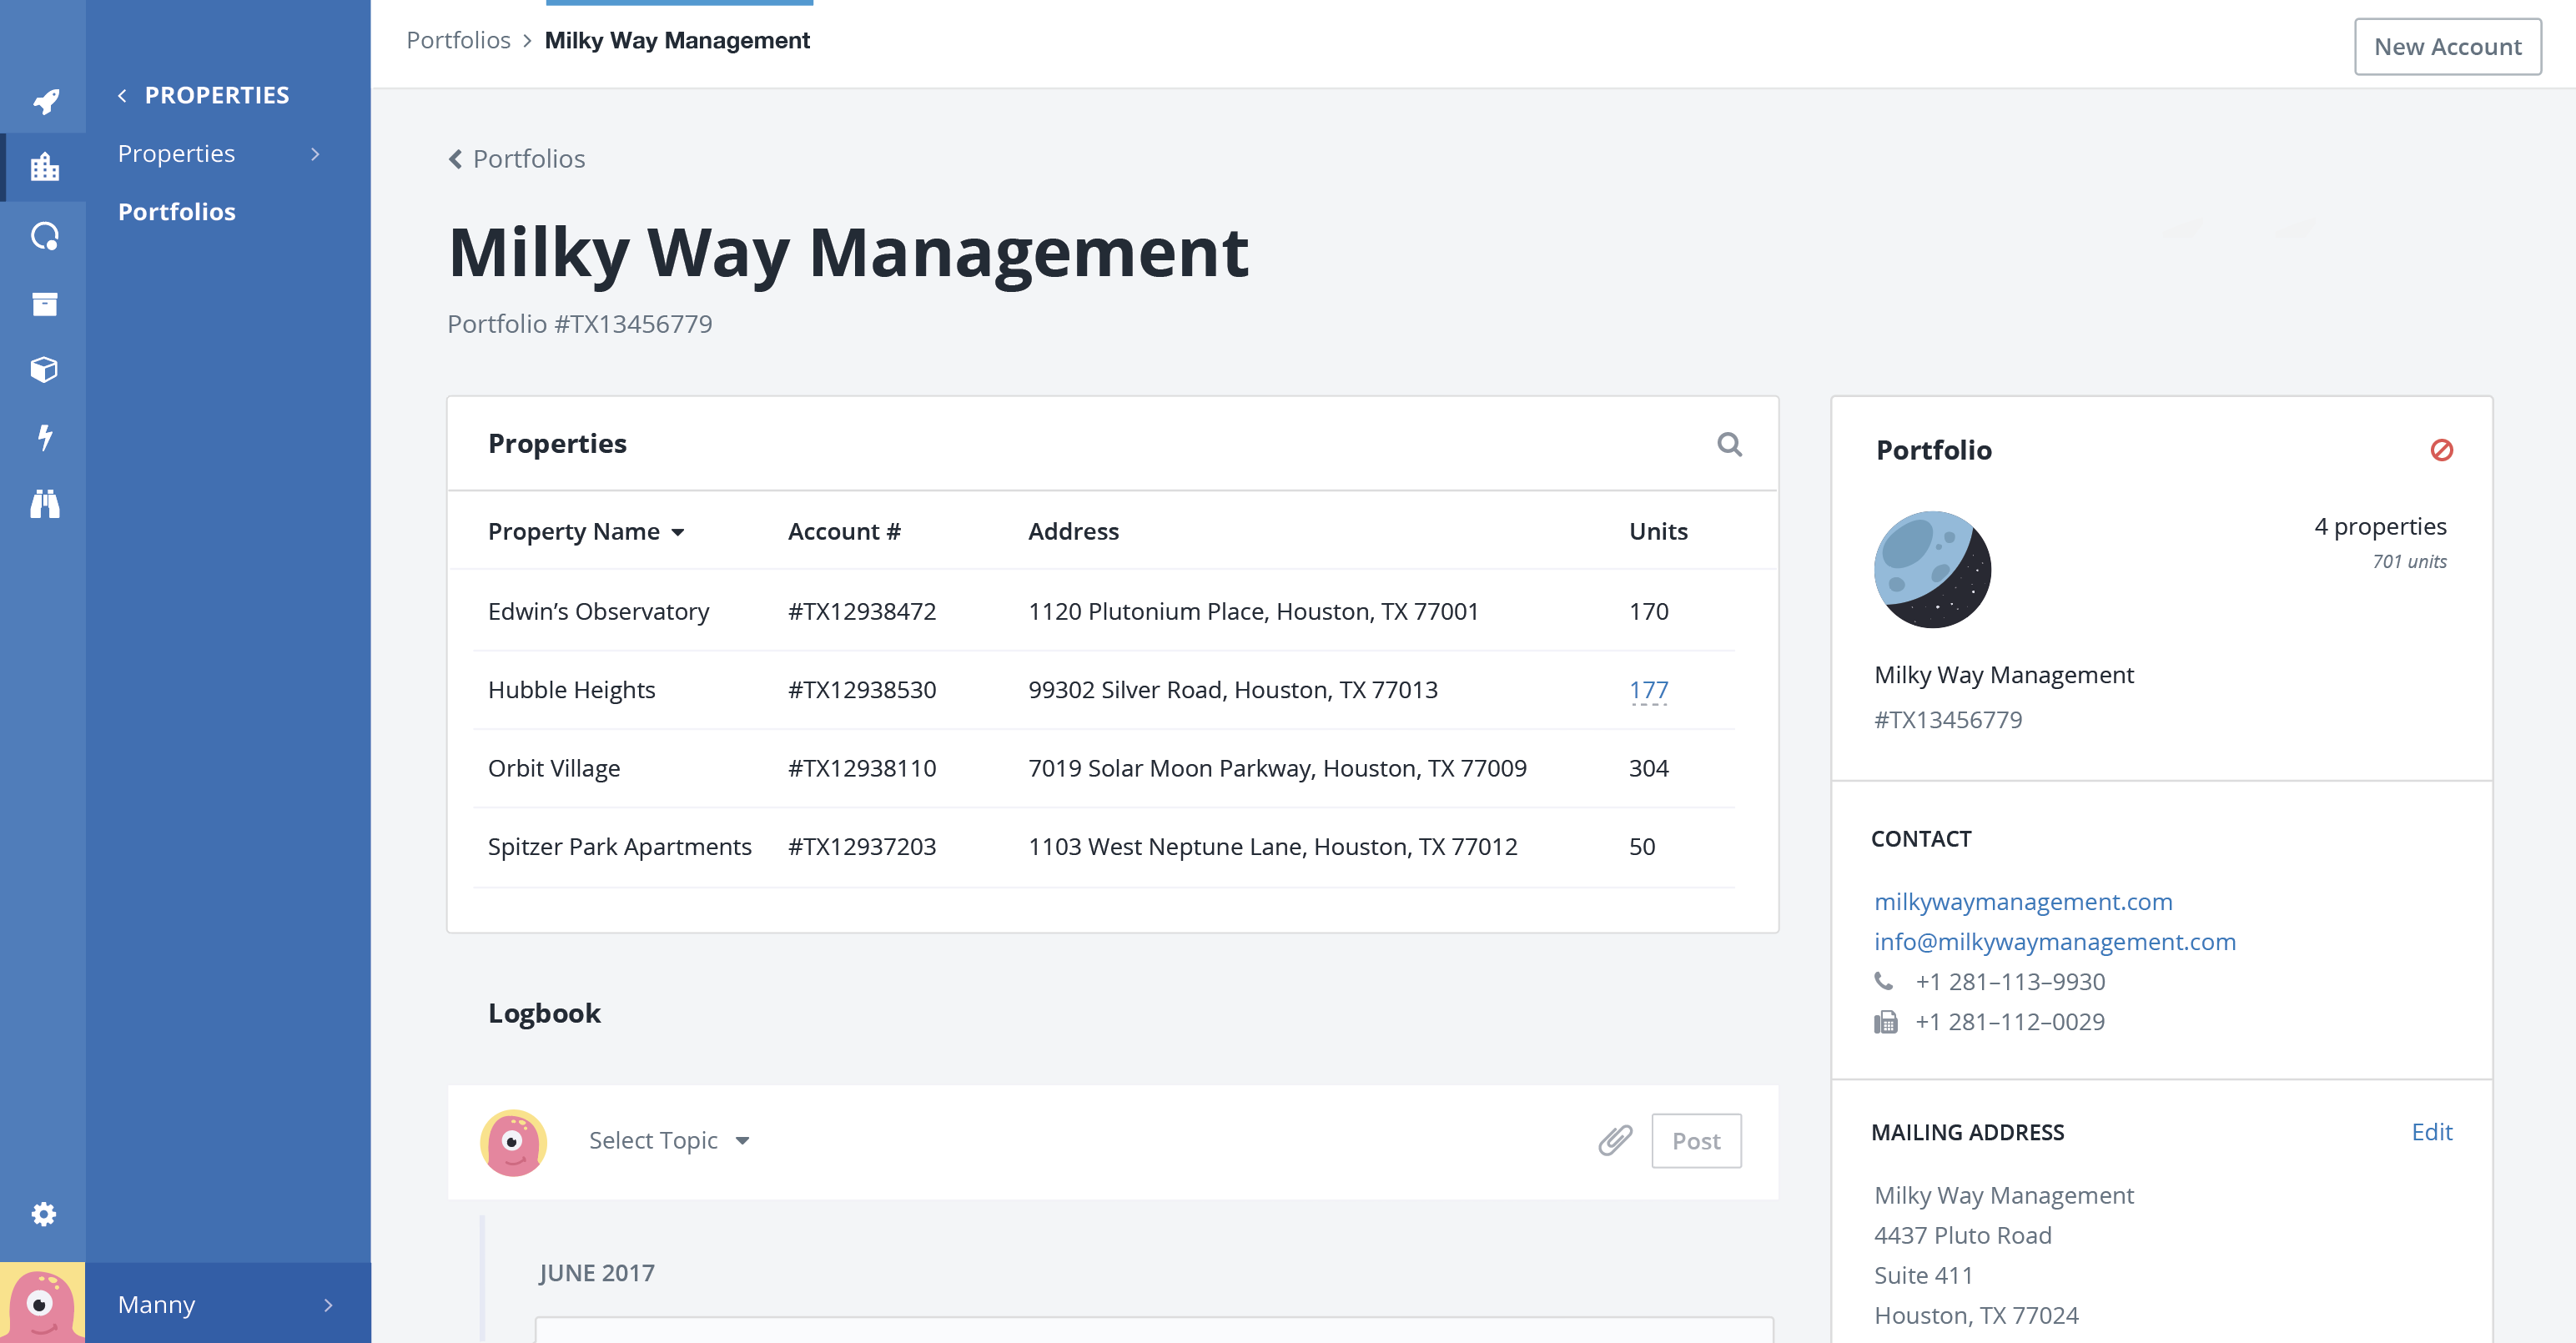 Portfolios > Milky Way Management
New Account
PROPERTIES
Properties
Portfolios
Manny
Portfolios
Milky Way Management
Portfolio #TX13456779
Properties
Property Name Account # Address Units
Edwin’s Observatory #TX12938472 1120 Plutonium Place, Houston, TX 77001 170
Hubble Heights #TX12938530 99302 Silver Road, Houston, TX 77013 177
Orbit Village #TX12938110 7019 Solar Moon Parkway, Houston, TX 77009 304
Spitzer Park Apartments #TX12937203 1103 West Neptune Lane, Houston, TX 77012 50
Logbook
Select Topic Post
JUNE 2017
Portfolio
4 properties
701 units
Milky Way Management
#TX13456779
CONTACT
milkywaymanagement.com
info@milkywaymanagement.com
+1 281–113–9930
+1 281–112–0029
MAILING ADDRESS Edit
Milky Way Management
4437 Pluto Road
Suite 411
Houston, TX 77024